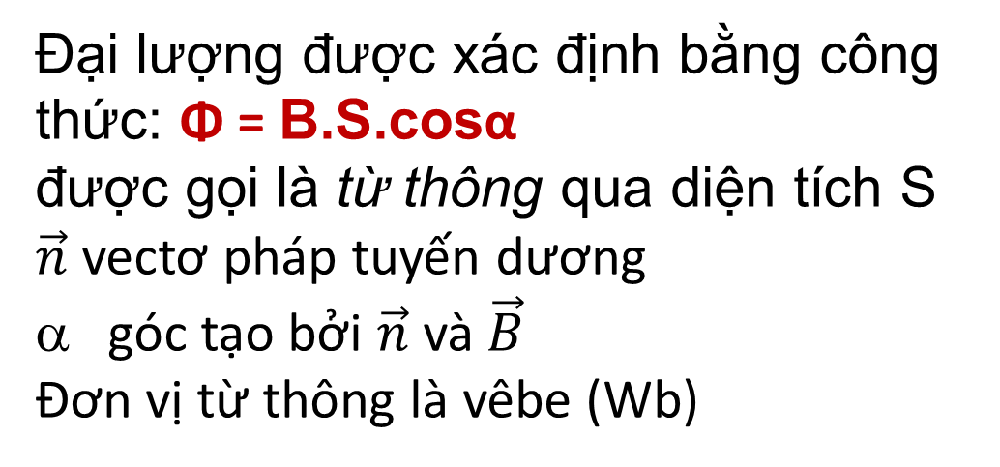 Đại lượng được xác định bằng công
thức: Φ = B.S.cosα
được gọi là từ thông qua diện tích S
\vec{n} vectơ pháp tuyến dương
α góc tạo bởi \vec{n} và \vec{B}
Đơn vị từ thông là vêbe (Wb)